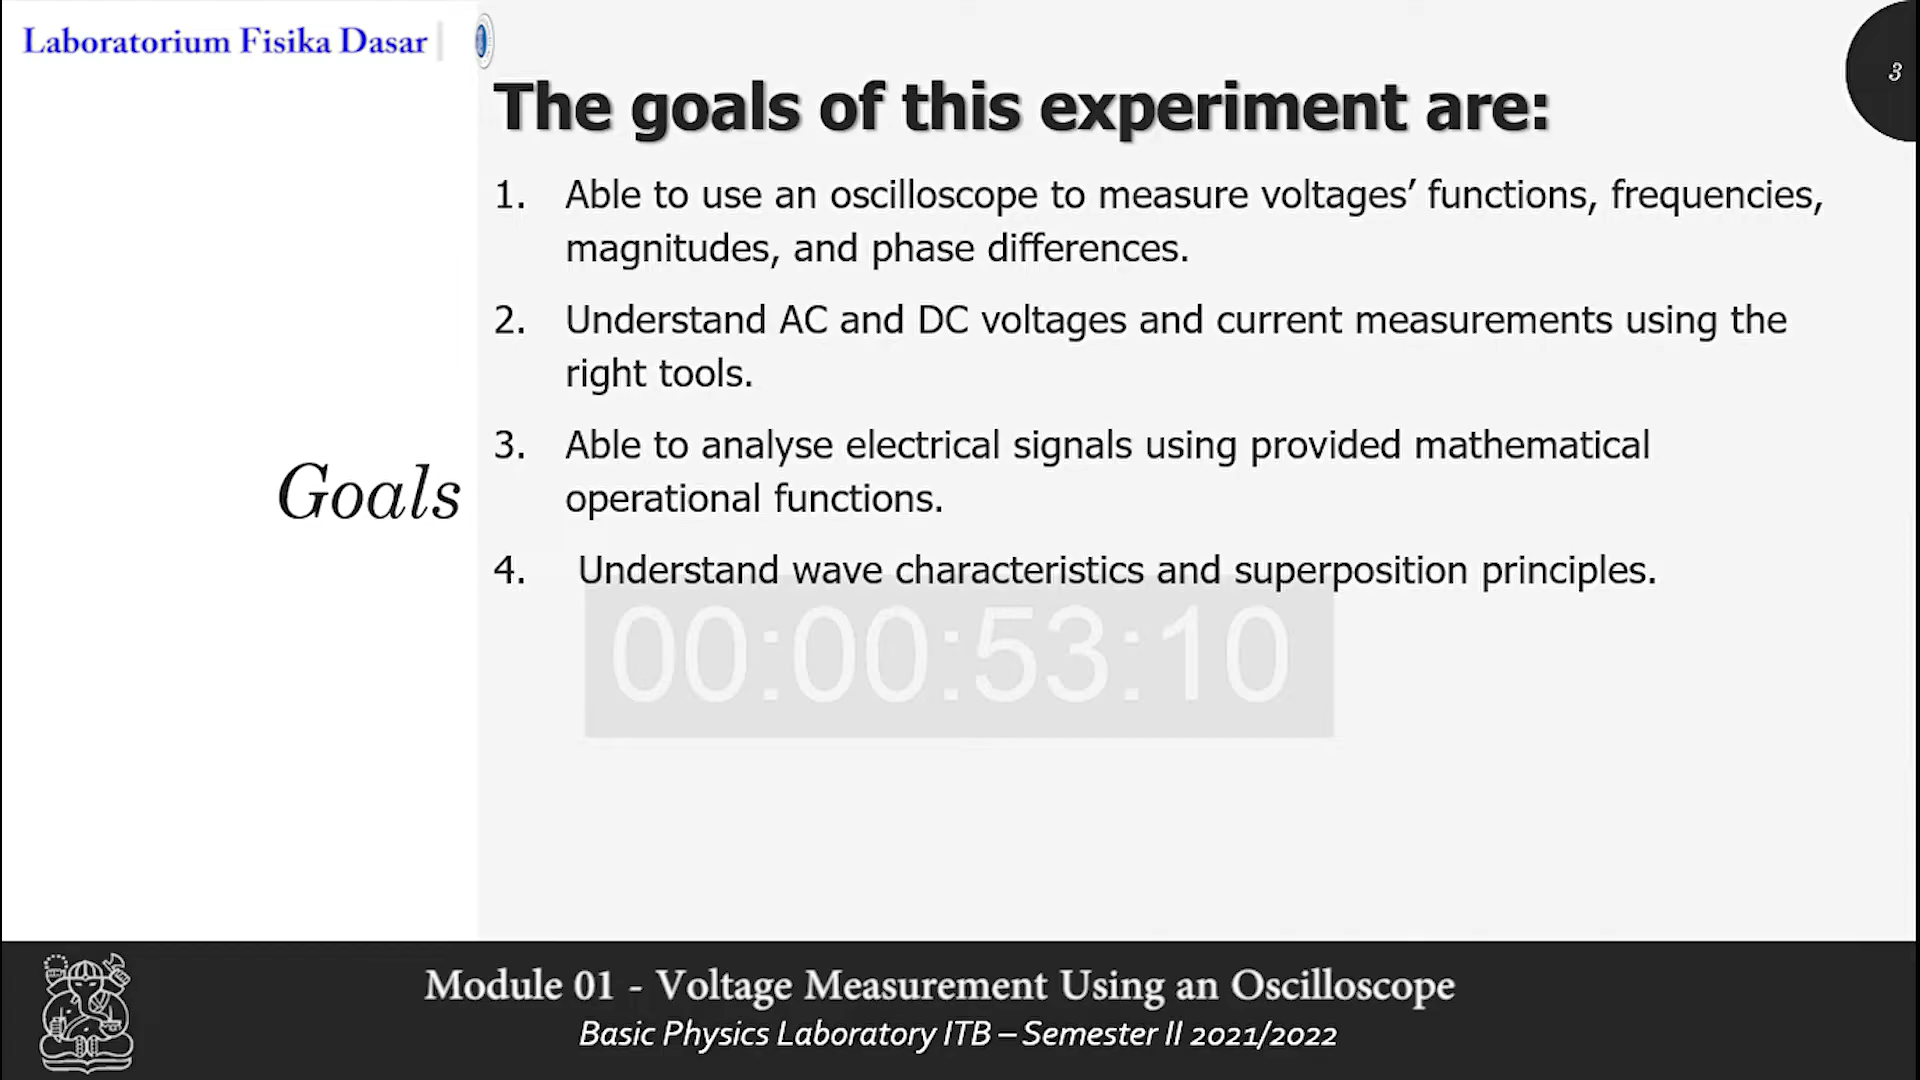 Laboratorium Fisika Dasar
3
The goals of this experiment are:
1. Able to use an oscilloscope to measure voltages’ functions, frequencies,
magnitudes, and phase differences.
2. Understand AC and DC voltages and current measurements using the
right tools.
3. Able to analyse electrical signals using provided mathematical
operational functions.
Goals
4. Understand wave characteristics and superposition principles.
00:00:53:10
Module 01 - Voltage Measurement Using an Oscilloscope
Basic Physics Laboratory ITB – Semester II 2021/2022